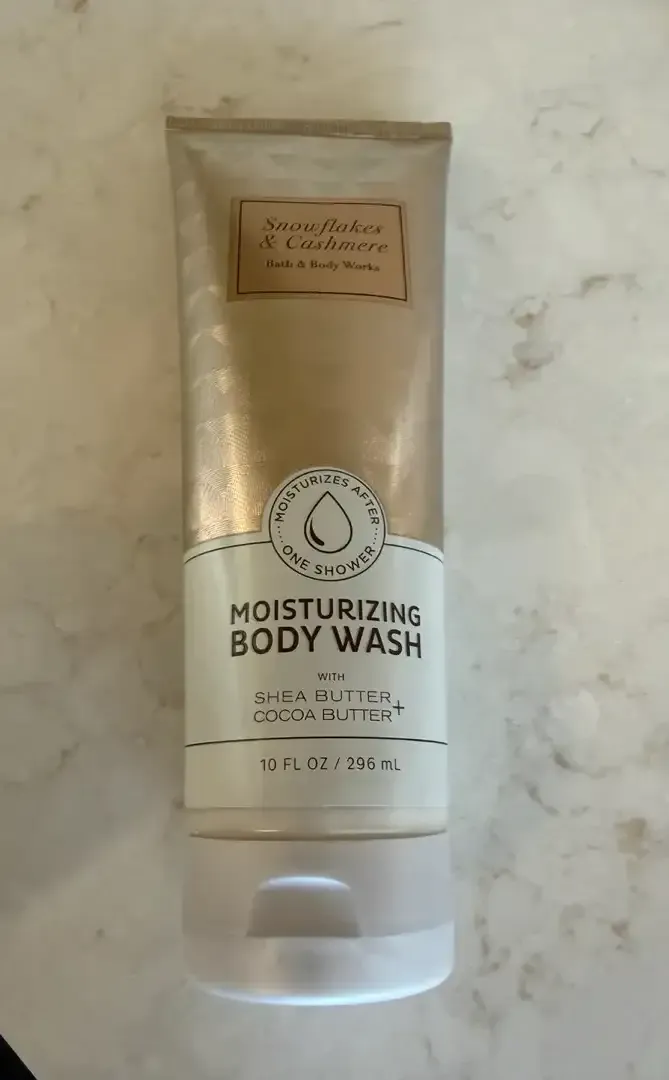 Snowflakes
& Cashmere
Bath & Body Works
MOISTURIZES AFTER
ONE SHOWER
MOISTURIZING
BODY WASH
WITH
SHEA BUTTER
COCOA BUTTER+
10 FL OZ / 296 mL